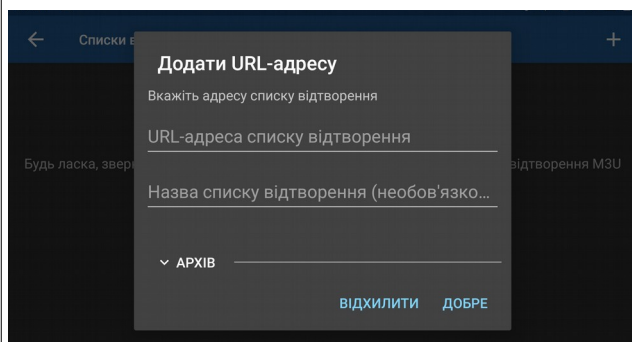 Списки в
Додати URL-адресу
Вкажіть адресу списку відтворення
URL-адреса списку відтворення
Будь ласка, звер відтворення M3U
Назва списку відтворення (необов'язко...
АРХІВ
ВІДХИЛИТИ ДОБРЕ